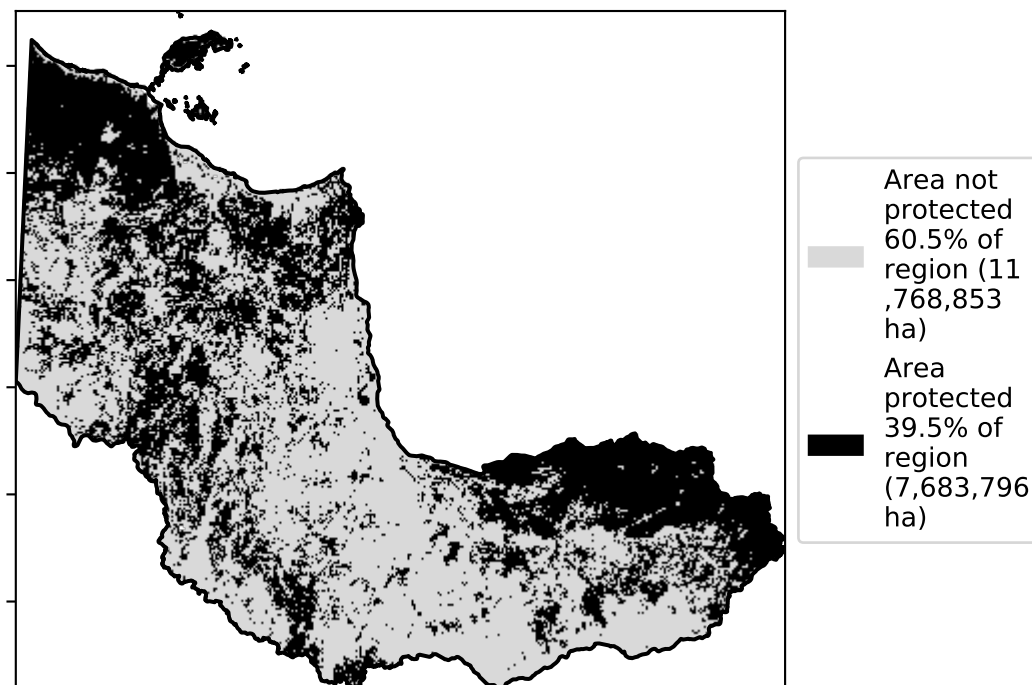 Area not
protected
60.5% of
region (11
,768,853
ha)
Area
protected
39.5% of
region
(7,683,796
ha)